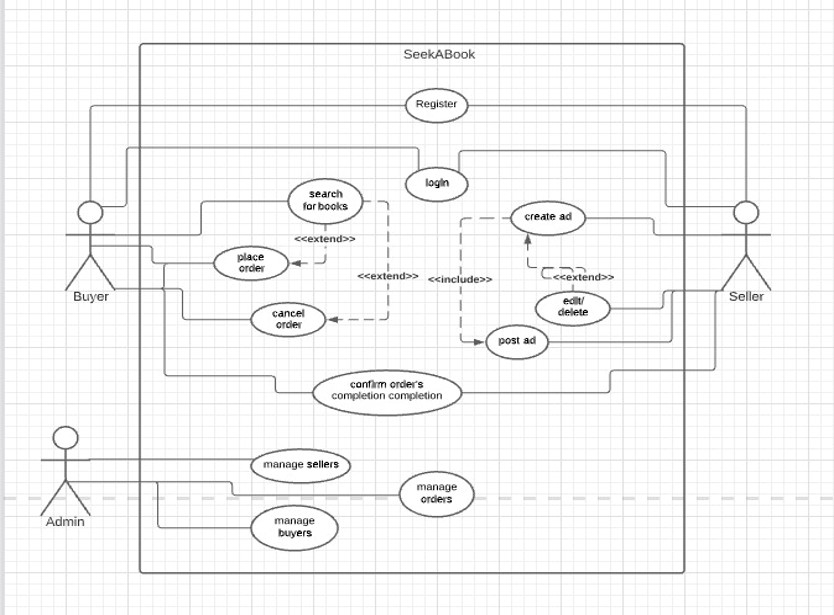 SeekABook
Register
login
search
for books
create ad
<<extend>>
place
order
<<extend>>
<<include>>
<<extend>>
Buyer
Seller
edit/
delete
cancel
order
post ad
confirm order's
completion completion
manage sellers
manage
orders
Admin
manage
buyers